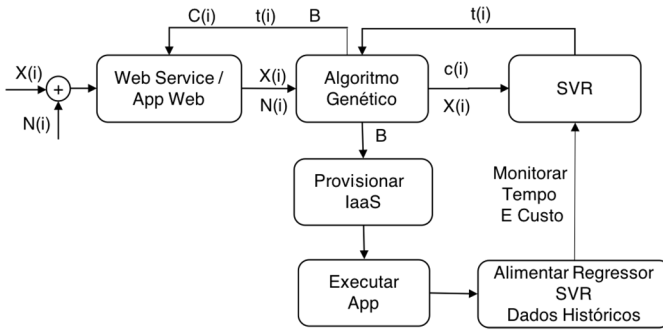 C(i) t(i) B
t(i)
X(i)
+
N(i)
Web Service /
App Web
X(i)
N(i)
Algoritmo
Genético
c(i)
X(i)
SVR
B
Provisionar
IaaS
Monitorar
Tempo
E Custo
Executar
App
Alimentar Regressor
SVR
Dados Históricos